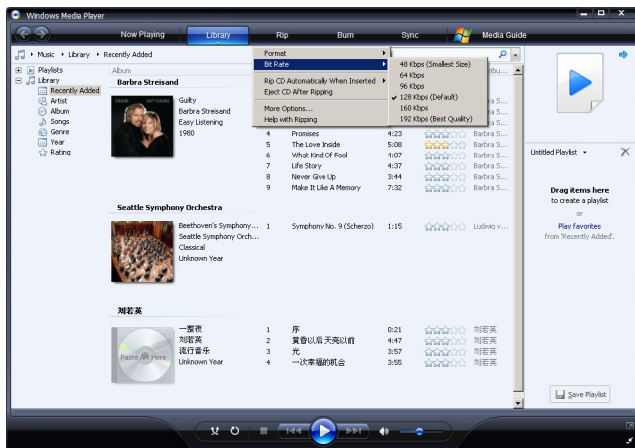 Windows Media Player
Now Playing Library Rip Burn Sync Media Guide
Music Library Recently Added
Format
Bit Rate
48 Kbps (Smallest Size)
64 Kbps
96 Kbps
128 Kbps (Default)
160 Kbps
192 Kbps (Best Quality)
Rip CD Automatically When Inserted
Eject CD After Ripping
More Options...
Help with Ripping
Playlists
Library
Recently Added
Artist
Album
Songs
Genre
Year
Rating
Album
Barbra Streisand
Guilty
Barbra Streisand
Easy Listening
1980
4 Promises 4:23 Barbra S...
5 The Love Inside 5:08 Barbra S...
6 What Kind Of Fool 4:07 Barbra S...
7 Life Story 4:37 Barbra S...
8 Never Give Up 3:44 Barbra S...
9 Make It Like A Memory 7:32 Barbra S...
Seattle Symphony Orchestra
Beethoven's Symphony... 1 Symphony No. 9 (Scherzo) 1:15 Ludwig v...
Seattle Symphony Orch...
Classical
Unknown Year
刘若英
一整夜 1 序 0:21 刘若英
刘若英 2 黄昏以后天亮以前 4:47 刘若英
流行音乐 3 光 3:57 刘若英
Unknown Year 4 一次幸福的机会 3:55 刘若英
Paste Art Here
Untitled Playlist
Drag items here
to create a playlist
or
Play favorites
from 'Recently Added'.
Save Playlist